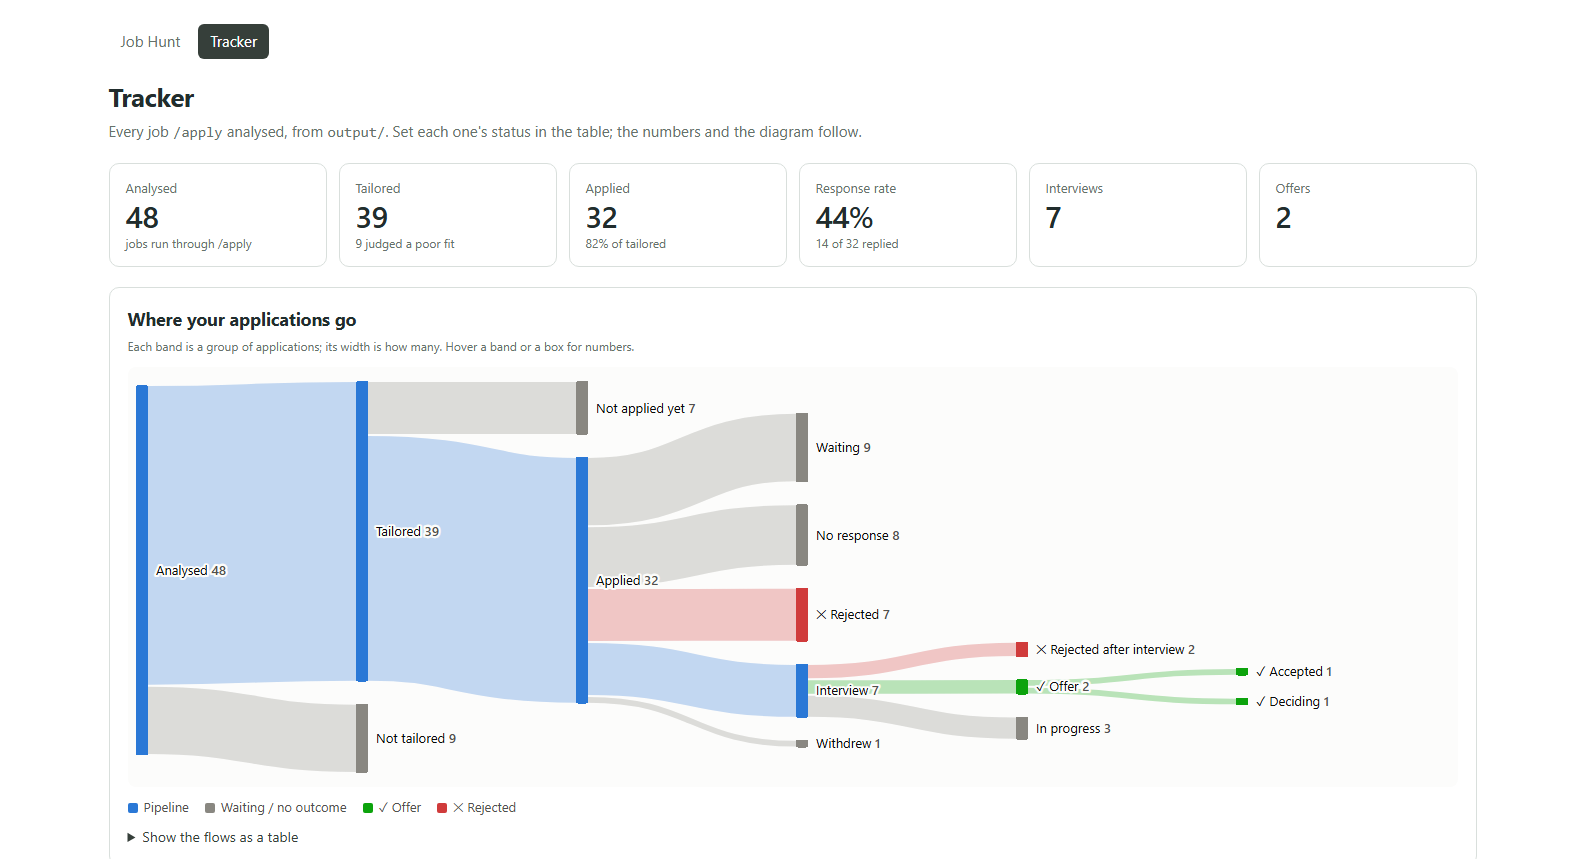 Job Hunt
Tracker
Tracker
Every job /apply analysed, from output/. Set each one's status in the table; the numbers and the diagram follow.
Analysed
48
jobs run through /apply
Tailored
39
9 judged a poor fit
Applied
32
82% of tailored
Response rate
44%
14 of 32 replied
Interviews
7
Offers
2
Where your applications go
Each band is a group of applications; its width is how many. Hover a band or a box for numbers.
Analysed 48
Tailored 39
Not tailored 9
Not applied yet 7
Applied 32
Waiting 9
No response 8
✕ Rejected 7
Interview 7
Withdrew 1
✕ Rejected after interview 2
✓ Offer 2
In progress 3
✓ Accepted 1
✓ Deciding 1
Pipeline
Waiting / no outcome
✓ Offer
✕ Rejected
▶ Show the flows as a table